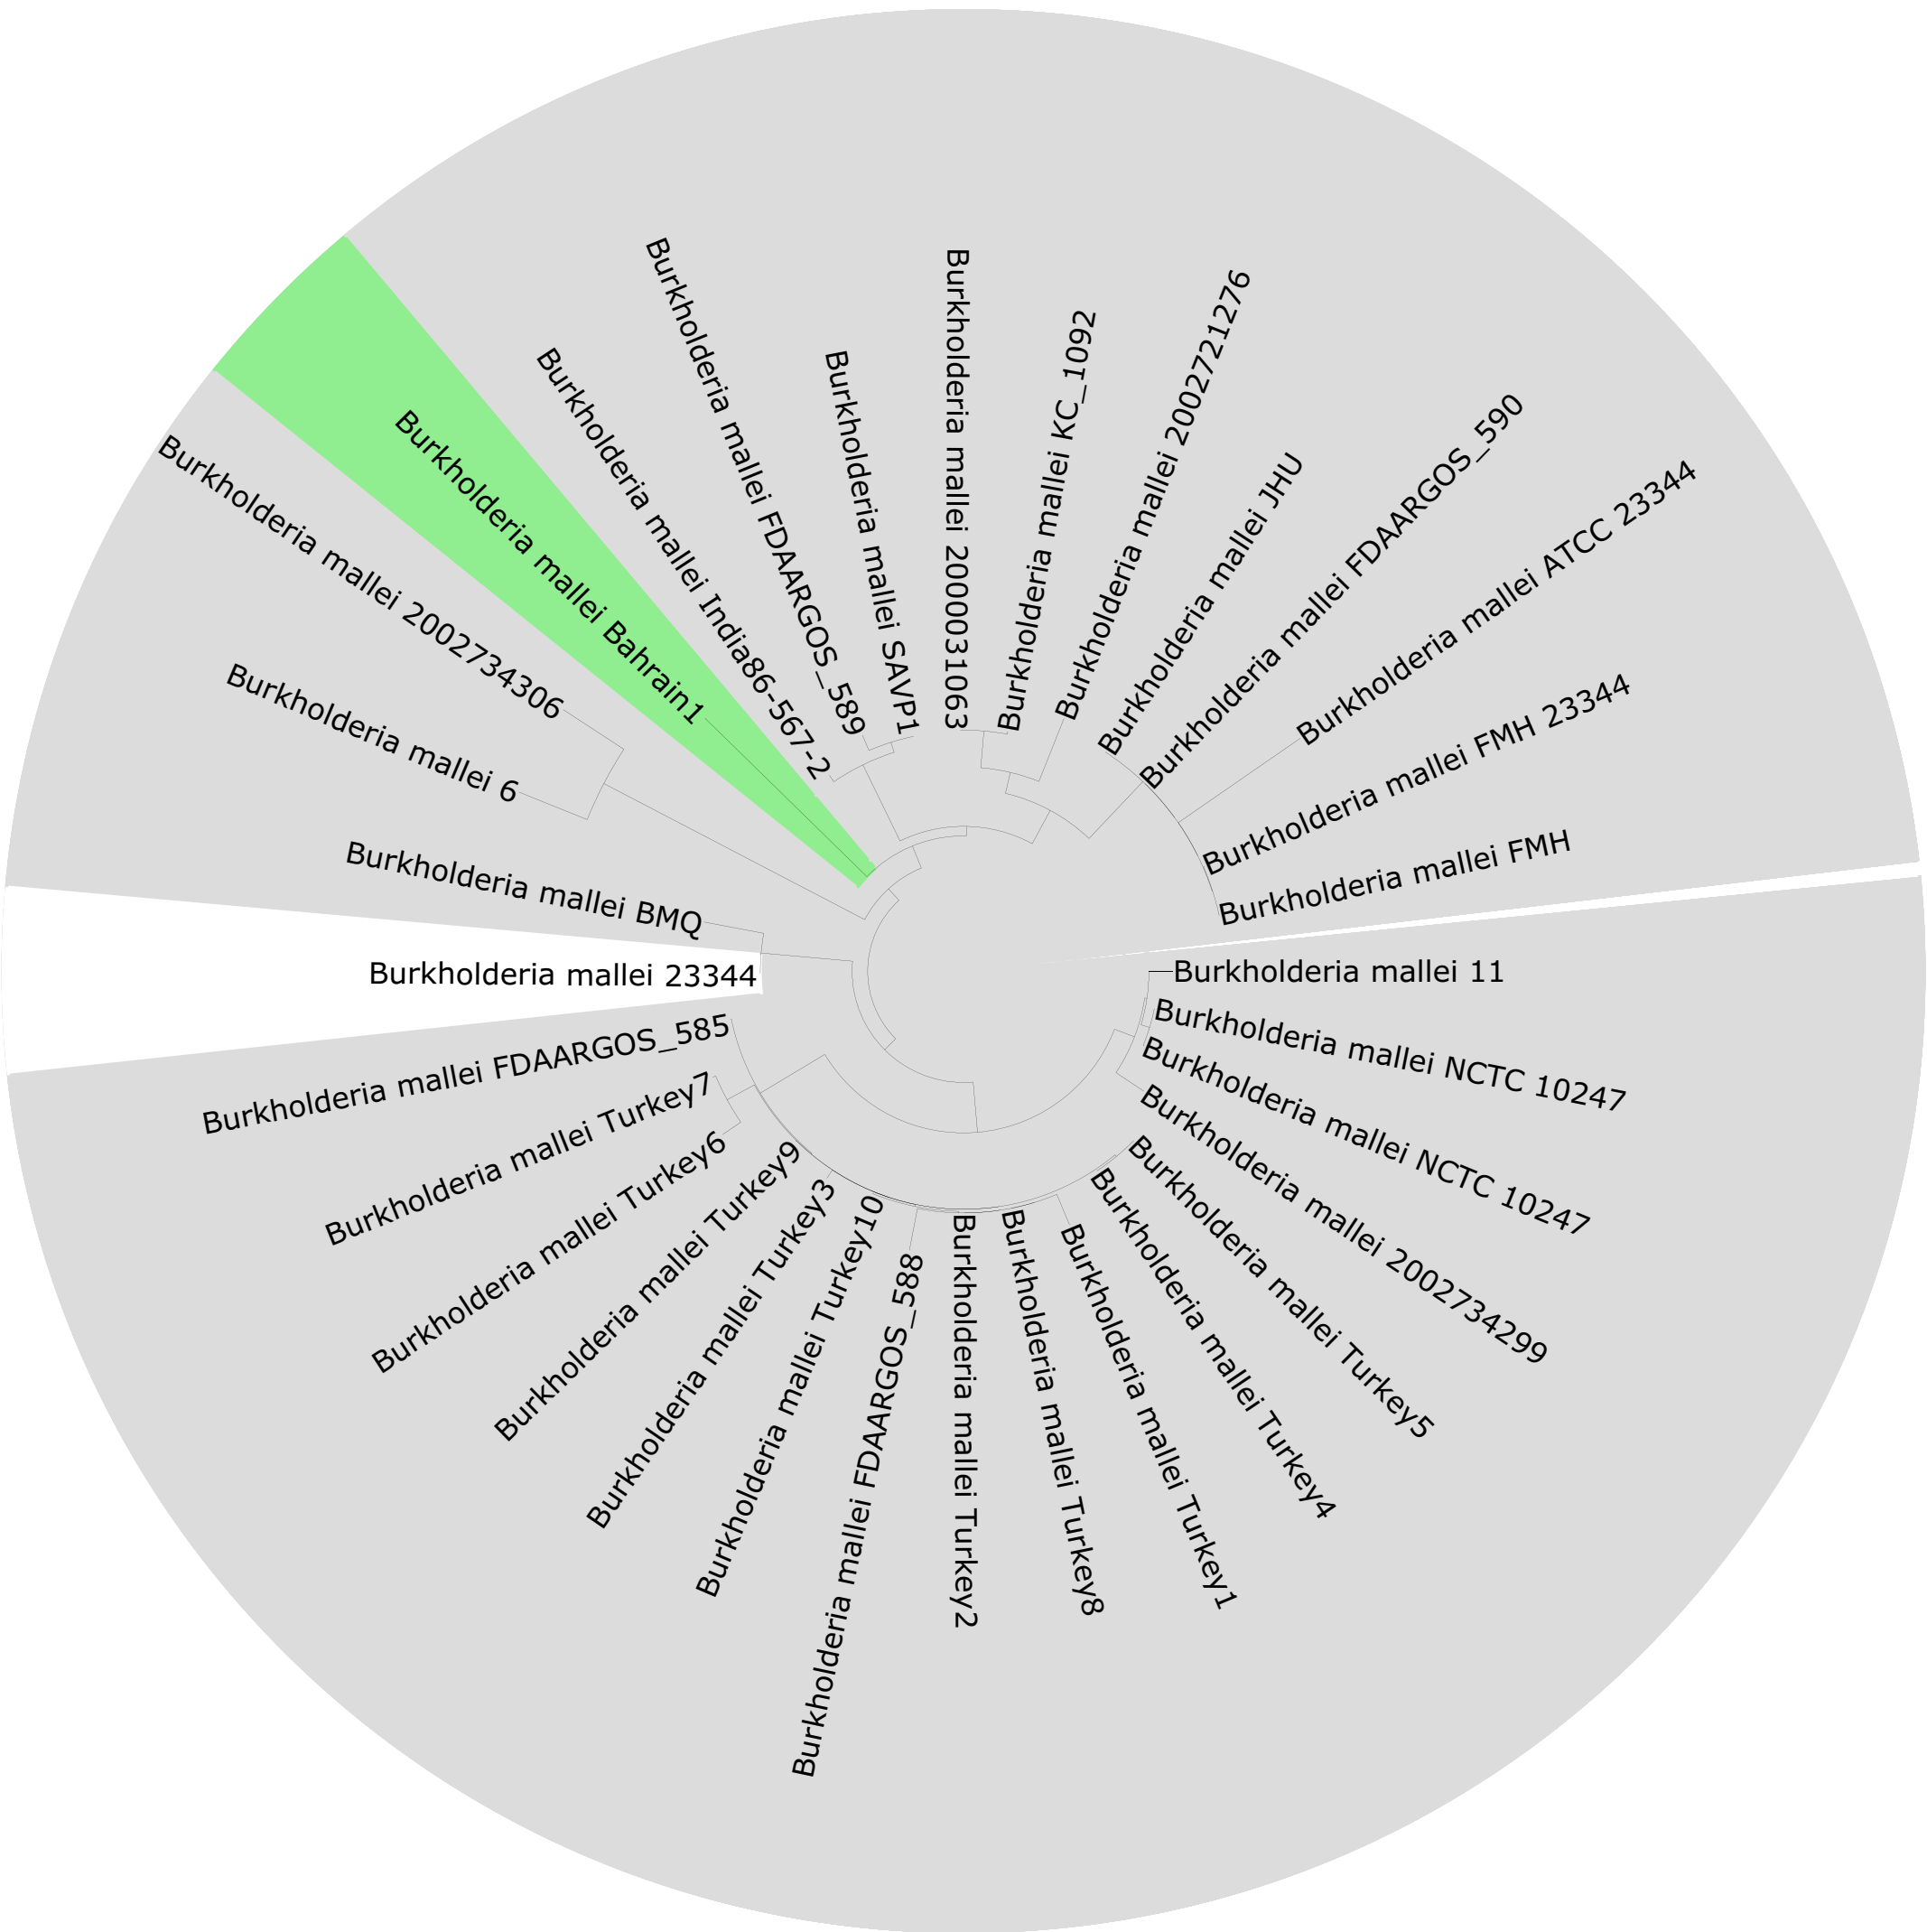 Burkholderia mallei 2000031063
Burkholderia mallei KC_1092
Burkholderia mallei 2002721276
Burkholderia mallei JHU
Burkholderia mallei FDAARGOS_590
Burkholderia mallei ATCC 23344
Burkholderia mallei FMH 23344
Burkholderia mallei FMH
Burkholderia mallei 11
Burkholderia mallei NCTC 10247
Burkholderia mallei NCTC 10247
Burkholderia mallei 2002734299
Burkholderia mallei Turkey5
Burkholderia mallei Turkey4
Burkholderia mallei Turkey1
Burkholderia mallei Turkey8
Burkholderia mallei Turkey2
Burkholderia mallei FDAARGOS_588
Burkholderia mallei Turkey10
Burkholderia mallei Turkey3
Burkholderia mallei Turkey9
Burkholderia mallei Turkey6
Burkholderia mallei Turkey7
Burkholderia mallei FDAARGOS_585
Burkholderia mallei 23344
Burkholderia mallei BMQ
Burkholderia mallei 6
Burkholderia mallei 2002734306
Burkholderia mallei Bahrain1
Burkholderia mallei India86-567-2
Burkholderia mallei FDAARGOS_589
Burkholderia mallei SAVP1